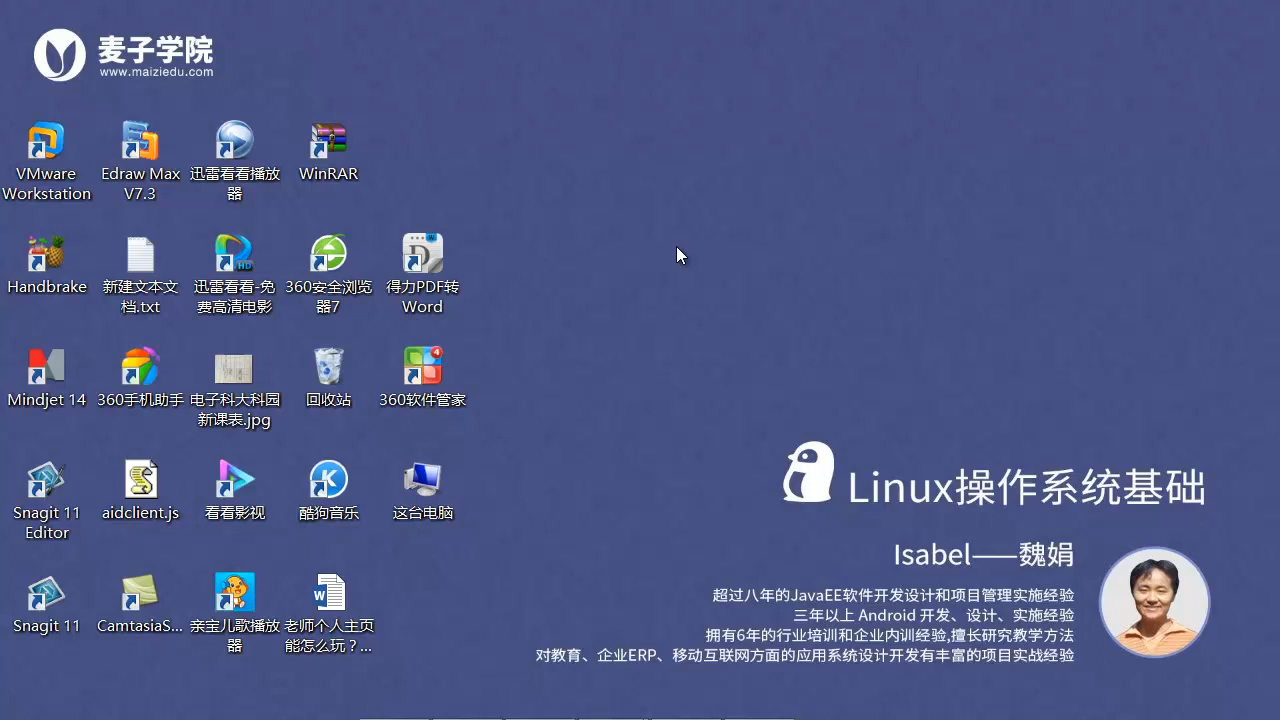 麦子学院
www.maiziedu.com
VMware
Workstation
Edraw Max
V7.3
迅雷看看播放
器
WinRAR
Handbrake
新建文本文
档.txt
迅雷看看-免
费高清电影
360安全浏览
器7
得力PDF转
Word
Mindjet 14
360手机助手
电子科大科园
新课表.jpg
回收站
360软件管家
Snagit 11
Editor
aidclient.js
看看影视
酷狗音乐
这台电脑
Snagit 11
CamtasiaS...
亲宝儿歌播放
器
老师个人主页
能怎么玩？...
Linux操作系统基础
Isabel——魏娟
超过八年的JavaEE软件开发设计和项目管理实施经验
三年以上 Android 开发、设计、实施经验
拥有6年的行业培训和企业内训经验,擅长研究教学方法
对教育、企业ERP、移动互联网方面的应用系统设计开发有丰富的项目实战经验